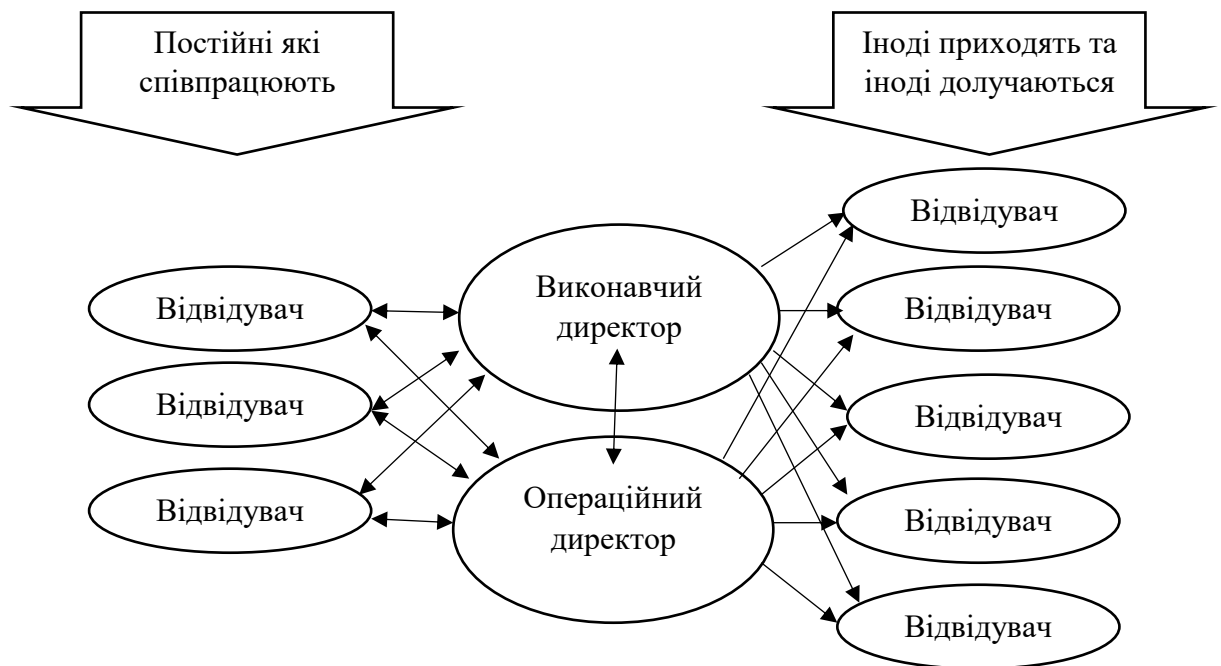 Постійні які
співпрацюють
Іноді приходять та
іноді долучаються
Відвідувач
Відвідувач
Відвідувач
Виконавчий
директор
Операційний
директор
Відвідувач
Відвідувач
Відвідувач
Відвідувач
Відвідувач